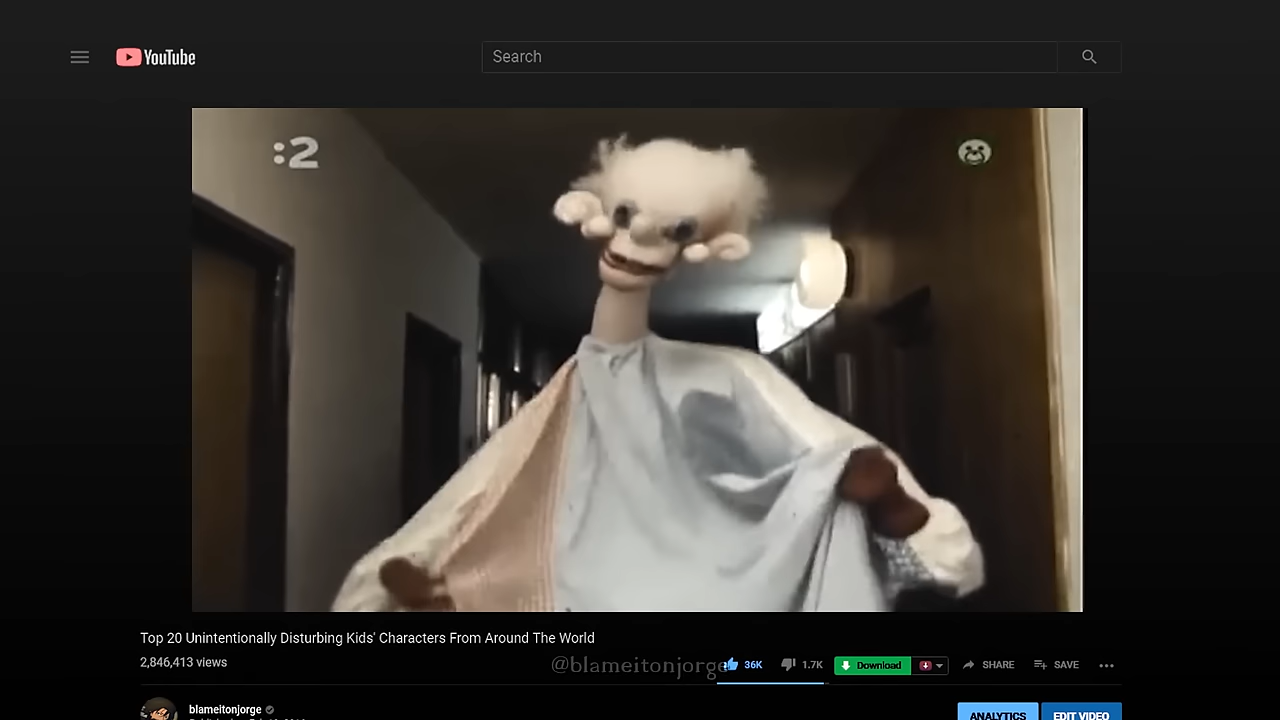 YouTube
Search
:2
Top 20 Unintentionally Disturbing Kids' Characters From Around The World
2,846,413 views
@blameitonjorge
36K
1.7K
Download
SHARE
SAVE
blameitonjorge
ANALYTICS
EDIT VIDEO